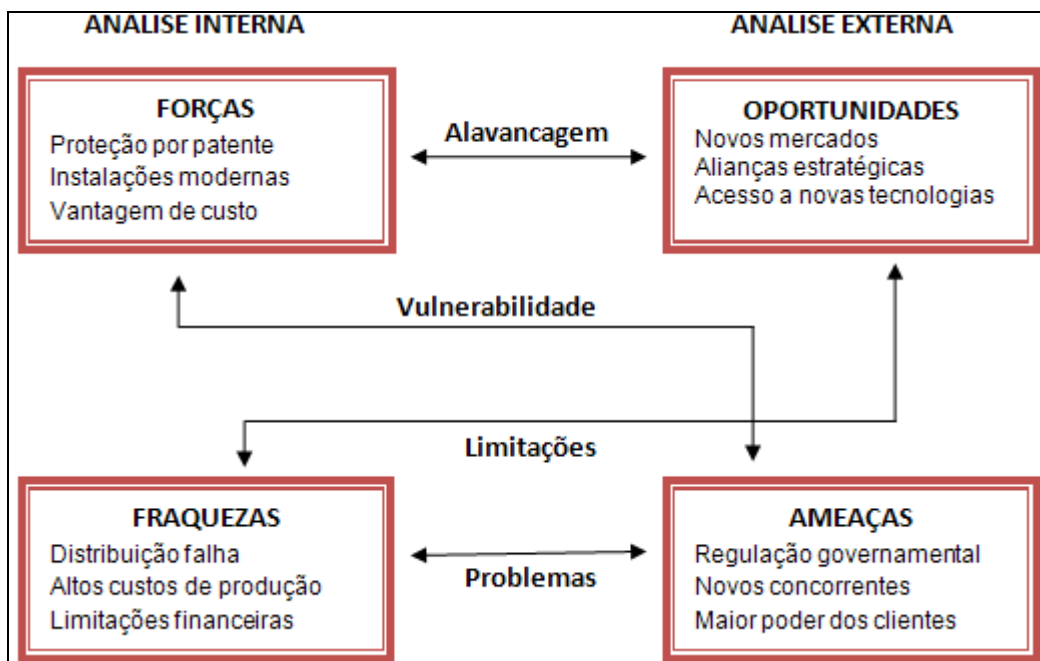 ANÁLISE INTERNA
ANÁLISE EXTERNA
FORÇAS
Proteção por patente
Instalações modernas
Vantagem de custo
Alavancagem
OPORTUNIDADES
Novos mercados
Alianças estratégicas
Acesso a novas tecnologias
Vulnerabilidade
Limitações
FRAQUEZAS
Distribuição falha
Altos custos de produção
Limitações financeiras
Problemas
AMEAÇAS
Regulação governamental
Novos concorrentes
Maior poder dos clientes